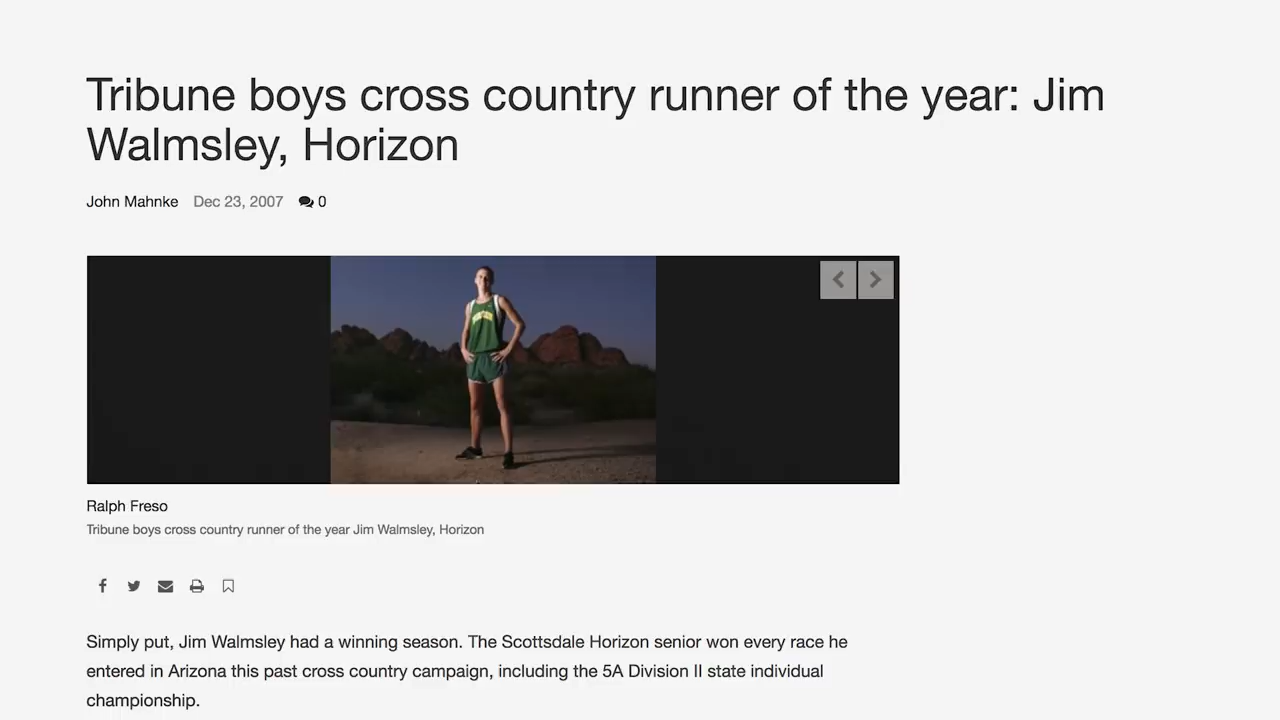 Tribune boys cross country runner of the year: Jim
Walmsley, Horizon
John Mahnke Dec 23, 2007 0
Ralph Freso
Tribune boys cross country runner of the year Jim Walmsley, Horizon
Simply put, Jim Walmsley had a winning season. The Scottsdale Horizon senior won every race he
entered in Arizona this past cross country campaign, including the 5A Division II state individual
championship.